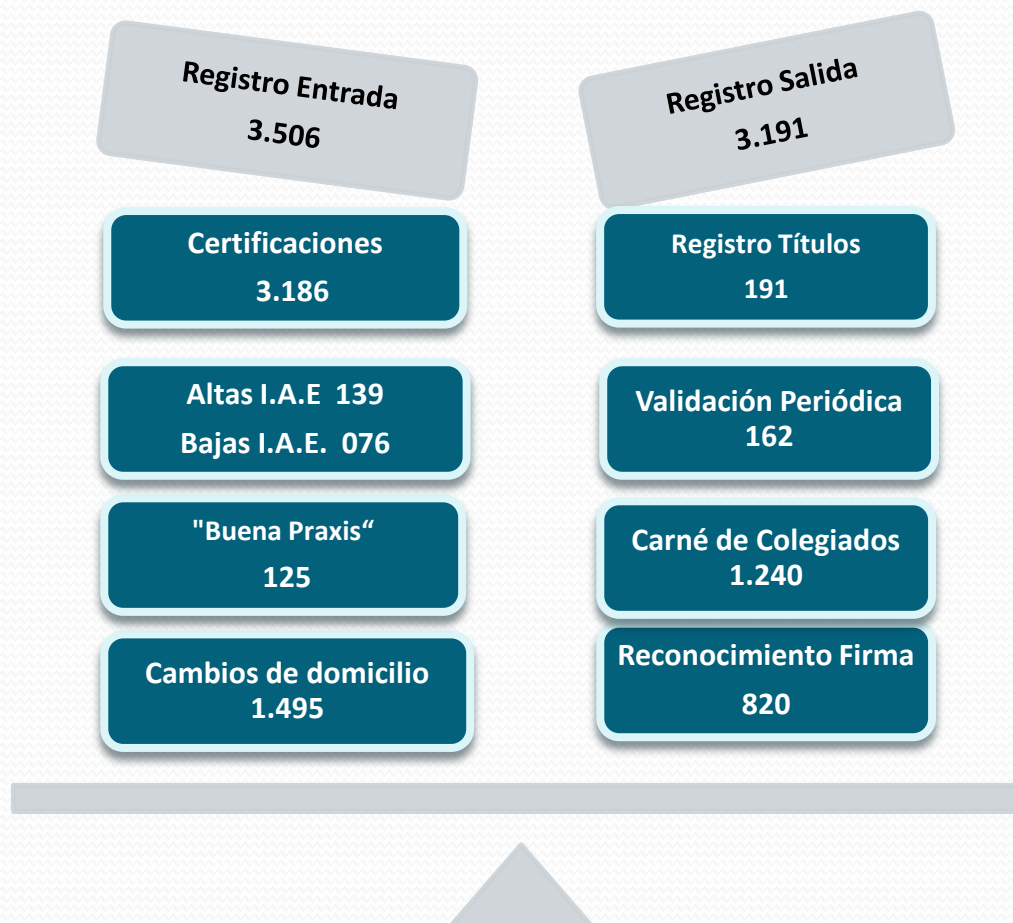 Registro Entrada
3.506
Registro Salida
3.191
Certificaciones
3.186
Registro Títulos
191
Altas I.A.E  139
Bajas I.A.E.  076
Validación Periódica
162
"Buena Praxis“
125
Carné de Colegiados
1.240
Cambios de domicilio
1.495
Reconocimiento Firma
820